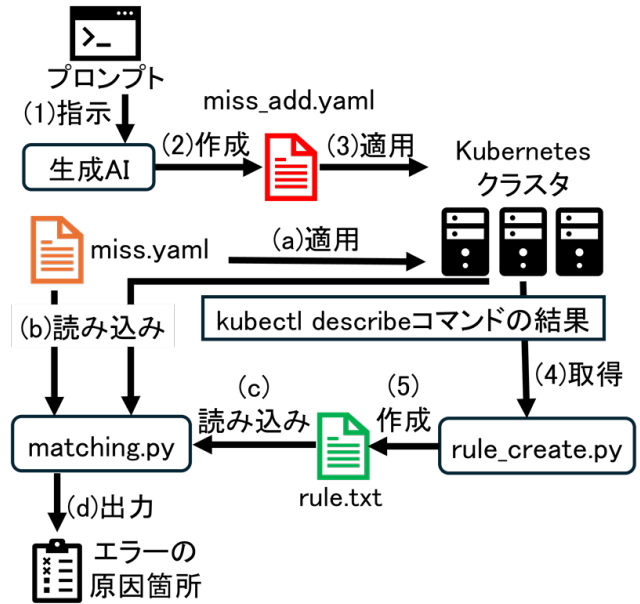 プロンプト
(1)指示
miss_add.yaml
生成AI
(2)作成
(3)適用
Kubernetes
クラスタ
miss.yaml
(a)適用
(b)読み込み
kubectl describeコマンドの結果
(4)取得
(c)
読み込み
(5)
作成
matching.py
rule.txt
rule_create.py
(d)出力
エラーの
原因箇所